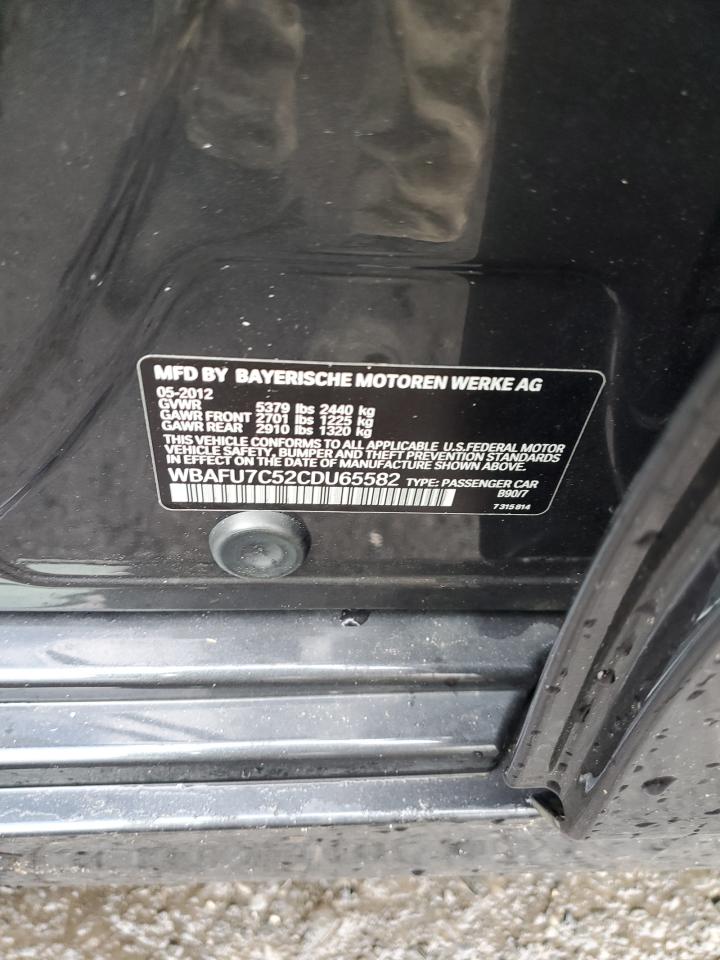 MFD BY BAYERISCHE MOTOREN WERKE AG
05-2012
GVWR 5379 lbs 2440 kg
GAWR FRONT 2701 lbs 1225 kg
GAWR REAR 2910 lbs 1320 kg
THIS VEHICLE CONFORMS TO ALL APPLICABLE U.S.FEDERAL MOTOR
VEHICLE SAFETY, BUMPER AND THEFT PREVENTION STANDARDS
IN EFFECT ON THE DATE OF MANUFACTURE SHOWN ABOVE.
WBAFU7C52CDU65582 TYPE: PASSENGER CAR
B90/7
7 315 814